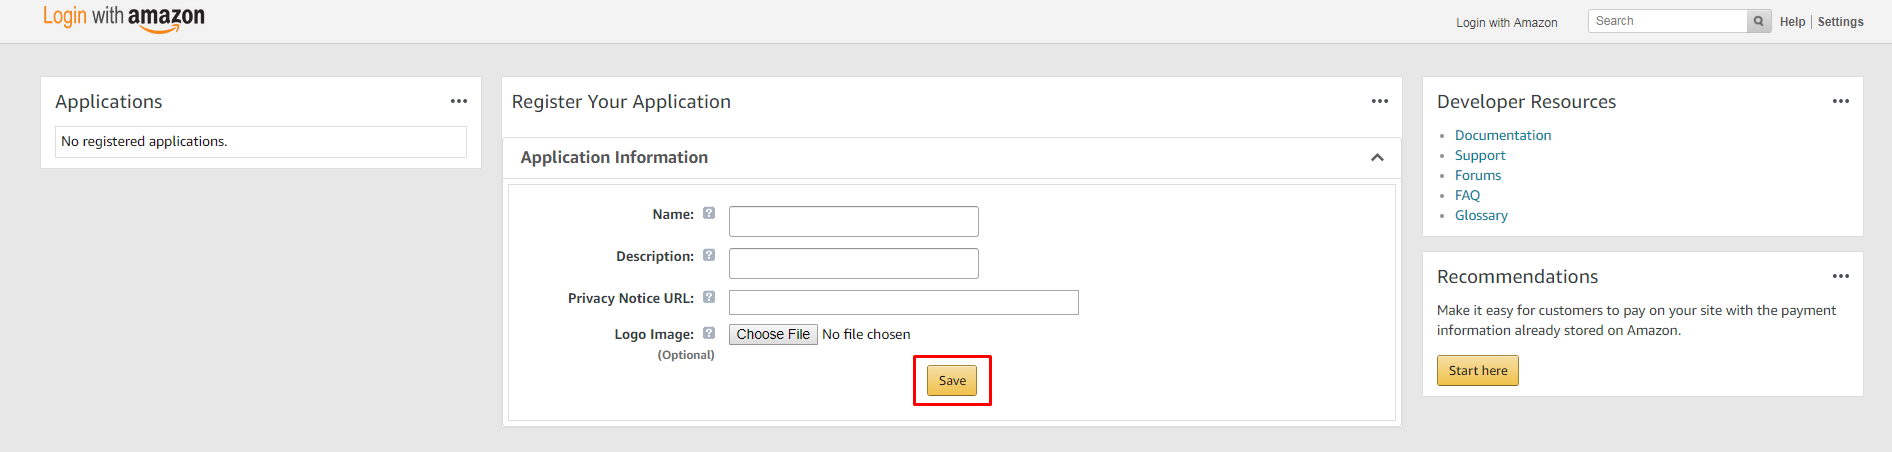 Login with amazon
Login with Amazon
Search
Help
Settings
Applications
No registered applications.
Register Your Application
Application Information
Name: ?
Description: ?
Privacy Notice URL: ?
Logo Image: ? Choose File No file chosen
(Optional)
Save
Developer Resources
Documentation
Support
Forums
FAQ
Glossary
Recommendations
Make it easy for customers to pay on your site with the payment
information already stored on Amazon.
Start here